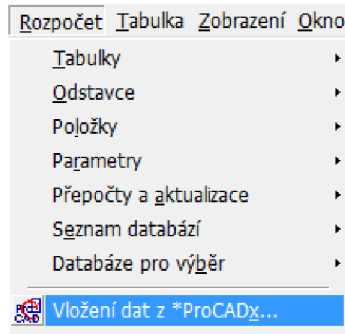 Rozpočet Tabulka Zobrazení Okno
Tabulky
Odstavce
Položky
Parametry
Přepočty a aktualizace
Seznam databází
Databáze pro výběr
Vložení dat z *ProCADx...